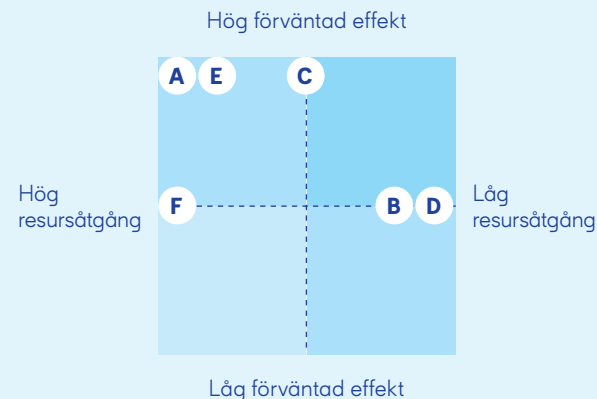 Hög förväntad effekt
A E C
Hög
resursåtgång
F B D
Låg
resursåtgång
Låg förväntad effekt